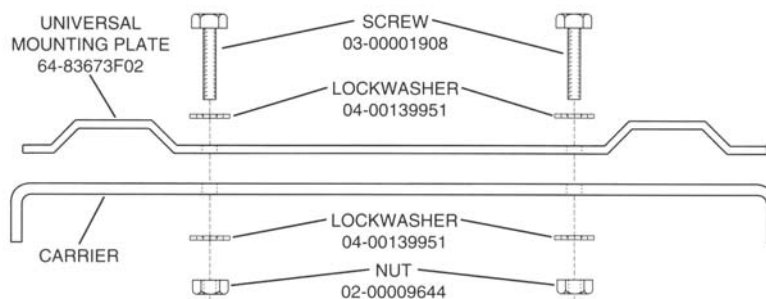 UNIVERSAL
MOUNTING PLATE
64-83673F02
SCREW
03-00001908
LOCKWASHER
04-00139951
LOCKWASHER
04-00139951
CARRIER
NUT
02-00009644